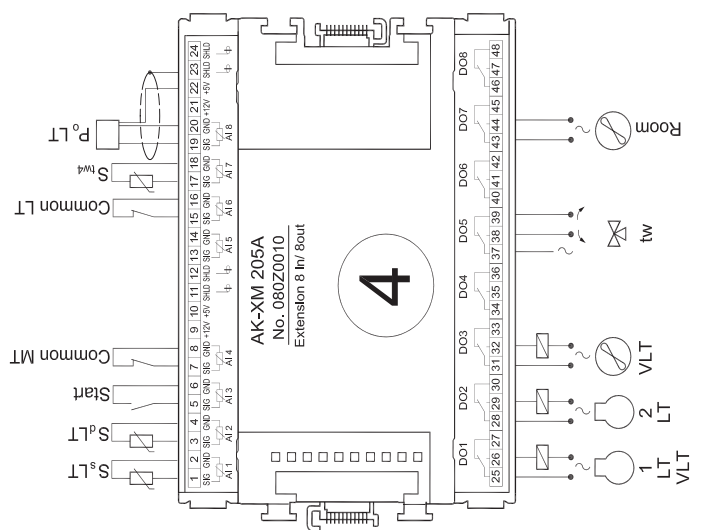 P₀ LT
Stw4
Common LT
Common MT
Start
Sd LT
Ss LT
1 2 3 4 5 6 7 8 9 10 11 12 13 14 15 16 17 18 19 20 21 22 23 24
SIG GND SIG GND SIG GND SIG GND +12V +5V SHLD SHLD SIG GND SIG GND SIG GND SIG GND +12V +5V SHLD SHLD
AI 1 AI 2 AI 3 AI 4 AI 5 AI 6 AI 7 AI 8
AK-XM 205A
No. 080Z0010
Extension 8 In/ 8out
4
DO1 DO2 DO3 DO4 DO5 DO6 DO7 DO8
25 26 27 28 29 30 31 32 33 34 35 36 37 38 39 40 41 42 43 44 45 46 47 48
1
LT
VLT
2
LT
VLT
tw
Room